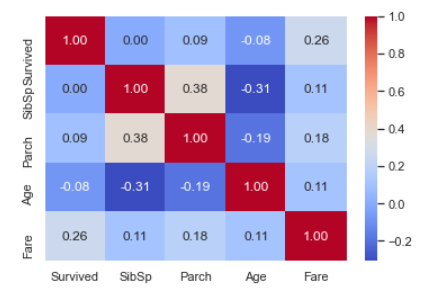 Survived
1.00 0.00 0.09 -0.08 0.26
SibSp
0.00 1.00 0.38 -0.31 0.11
Parch
0.09 0.38 1.00 -0.19 0.18
Age
-0.08 -0.31 -0.19 1.00 0.11
Fare
0.26 0.11 0.18 0.11 1.00
Survived SibSp Parch Age Fare
1.0
0.8
0.6
0.4
0.2
0.0
−0.2